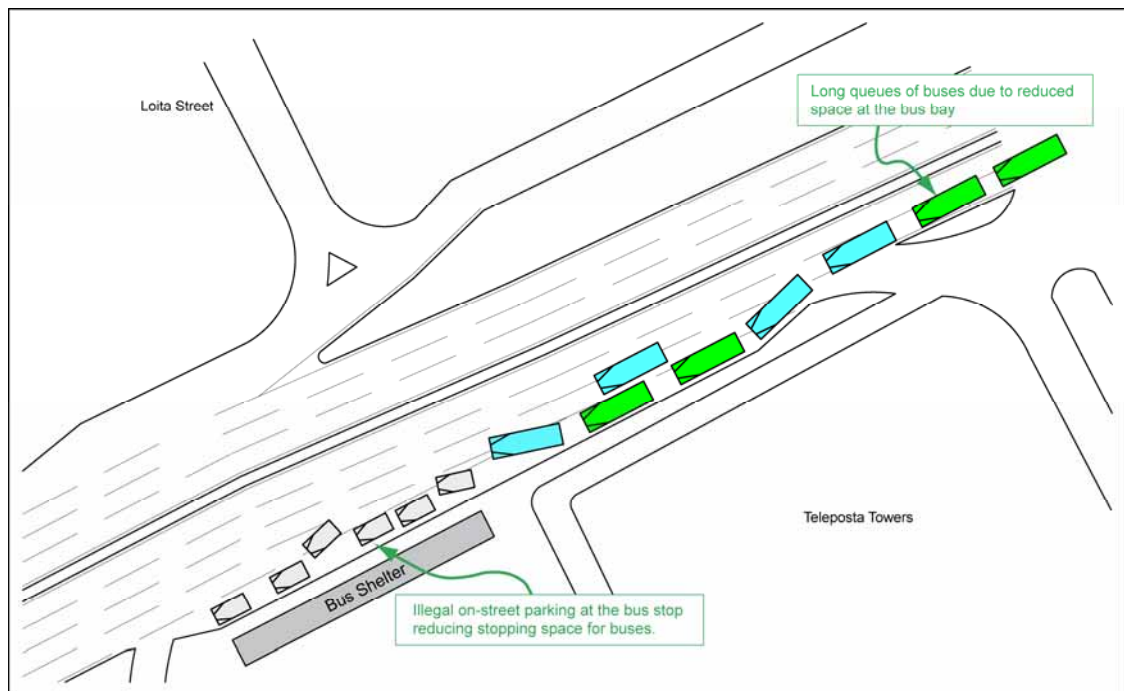 Loita Street
Long queues of buses due to reduced
space at the bus bay
Teleposta Towers
Bus Shelter
Illegal on-street parking at the bus stop
reducing stopping space for buses.